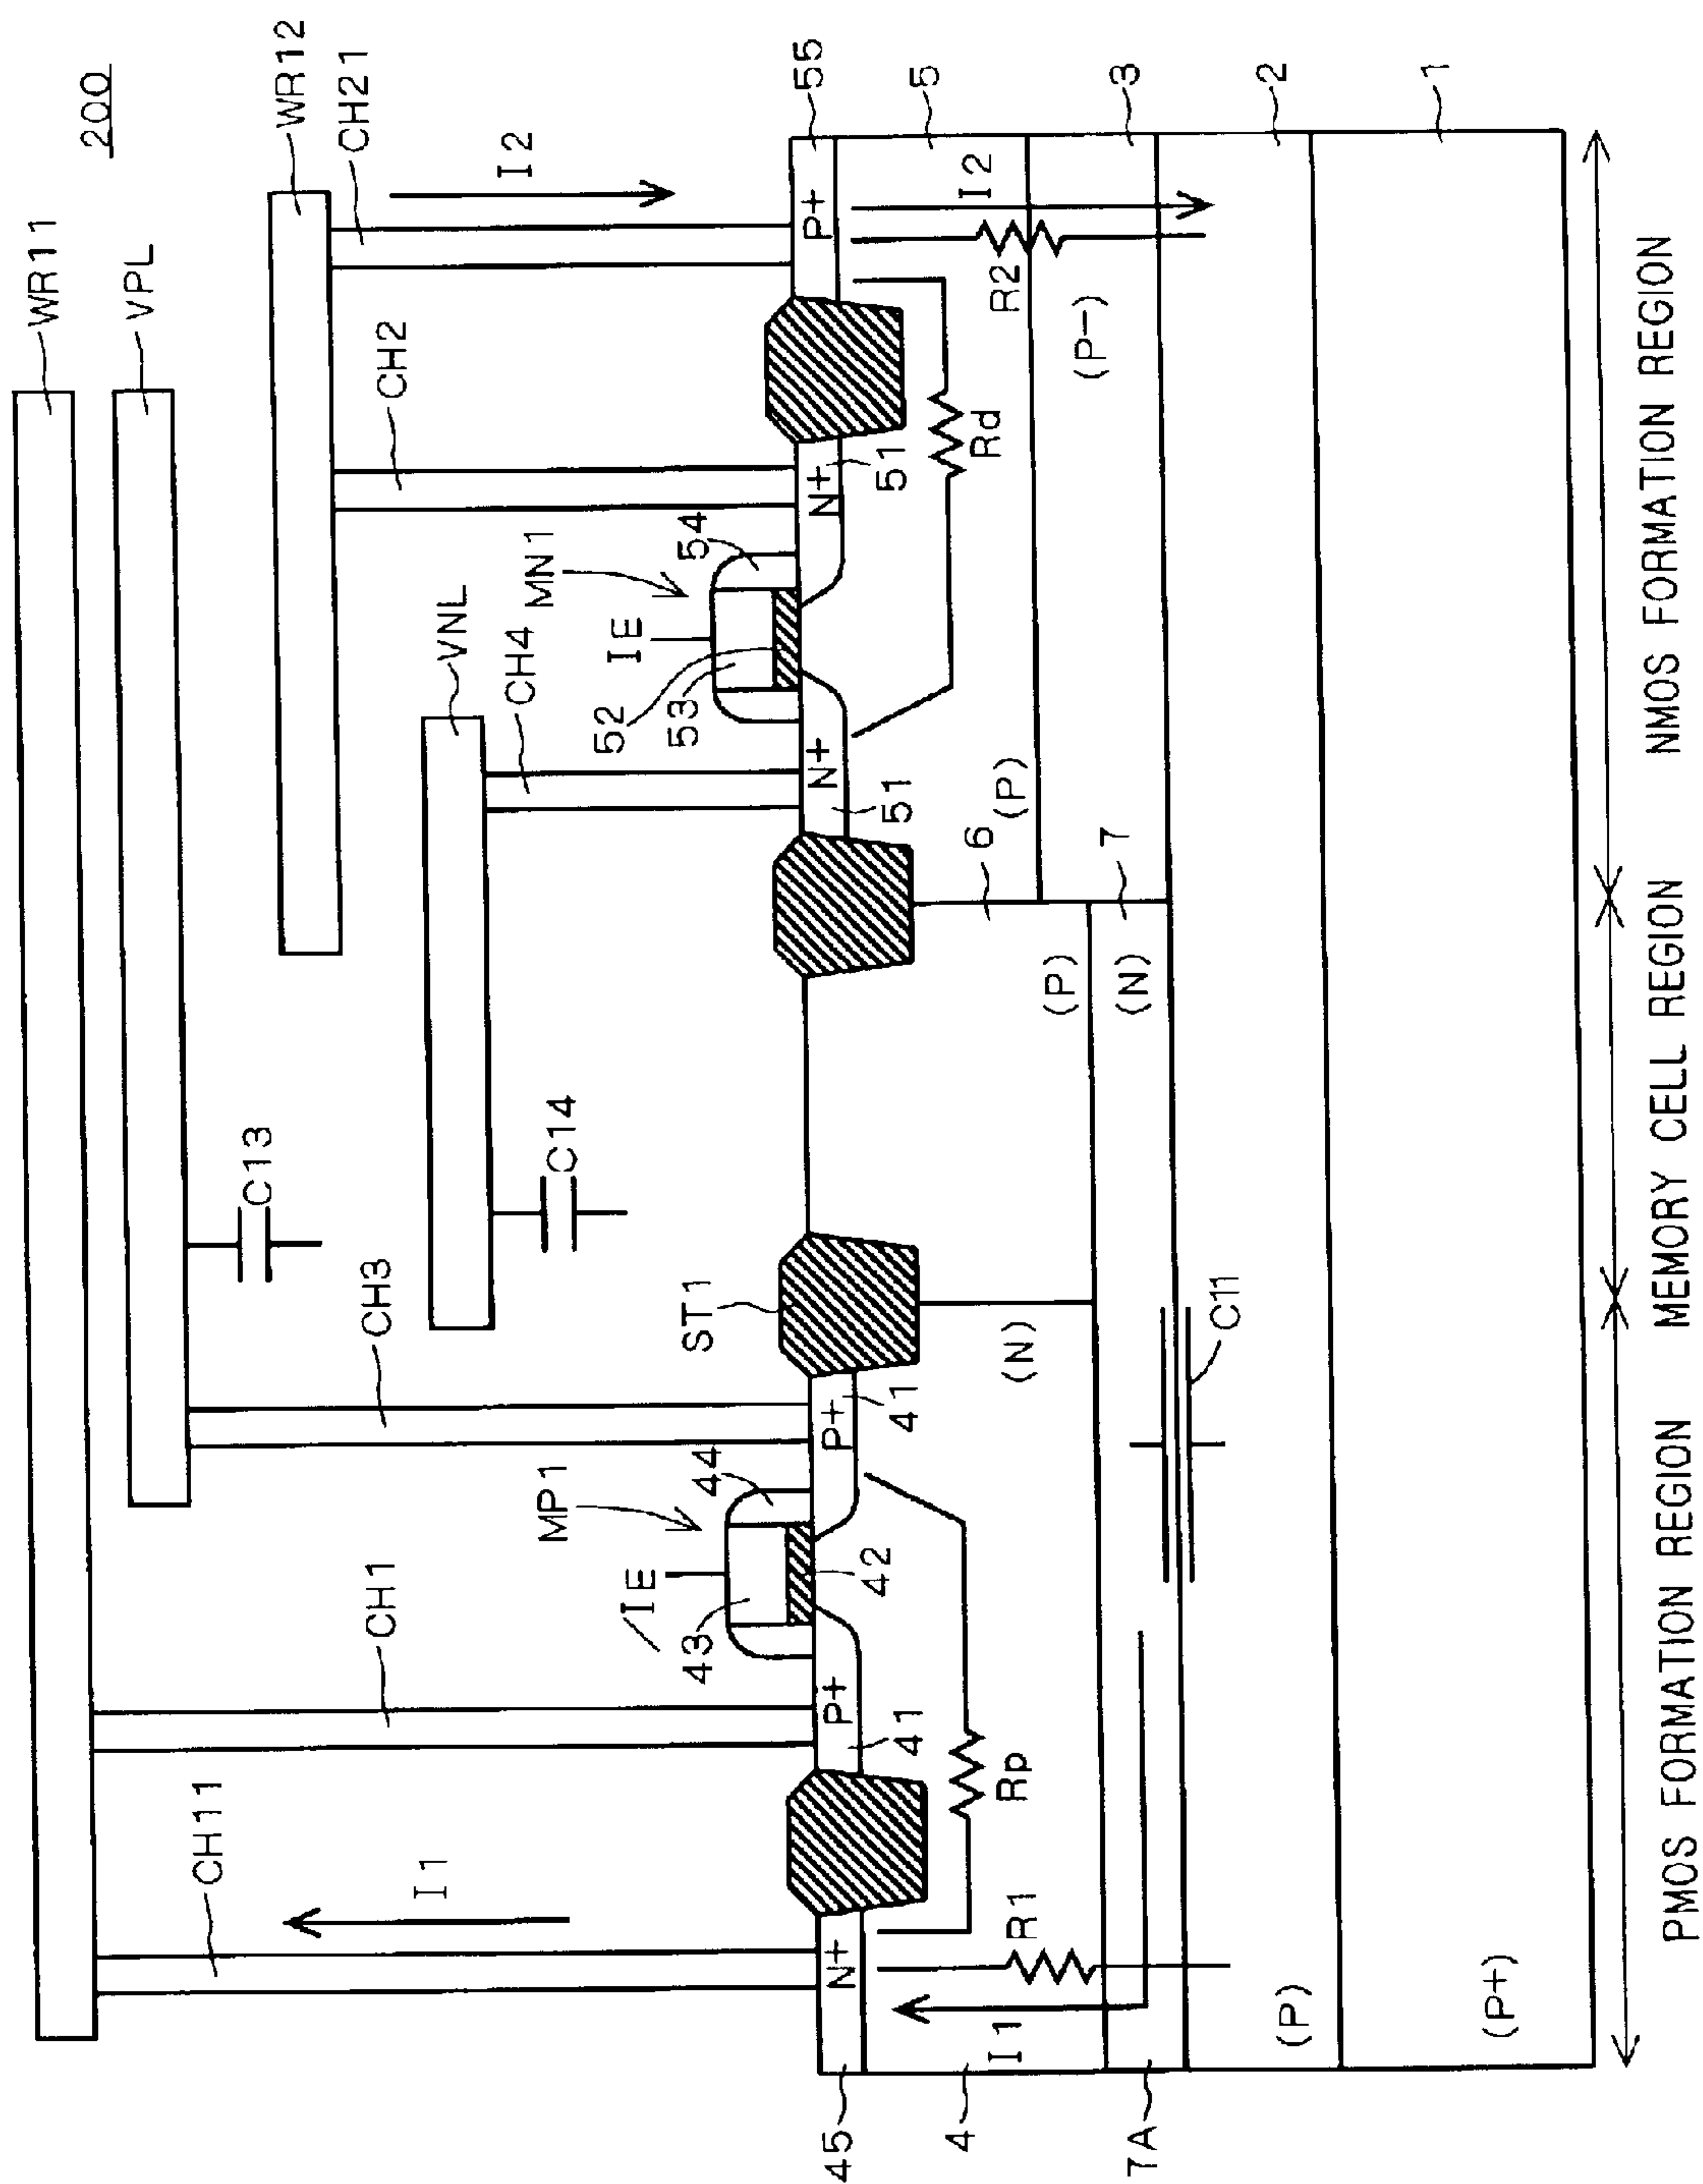 200
WR11
VPL
WR12
CH21
I2
CH2
VNL
CH4
MN1
54
IE
52
53
C13
C14
CH3
ST1
MP1
44
/IE
43
42
CH1
CH11
I1
55
5
3
2
1
P+
I2
R2
(P-)
N+
51
Rd
N+
51
(P)
6
7
(P)
(N)
(N)
C11
P+
41
P+
41
Rp
N+
R1
I1
45
4
7A
(P)
(P+)
PMOS FORMATION REGION
MEMORY CELL REGION
NMOS FORMATION REGION